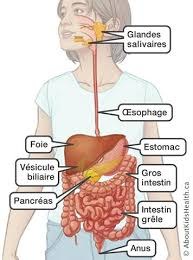 Glandes
salivaires
Œsophage
Foie
Estomac
Vésicule
biliaire
Gros
intestin
Pancréas
Intestin
grêle
Anus
© AboutKidsHealth.ca